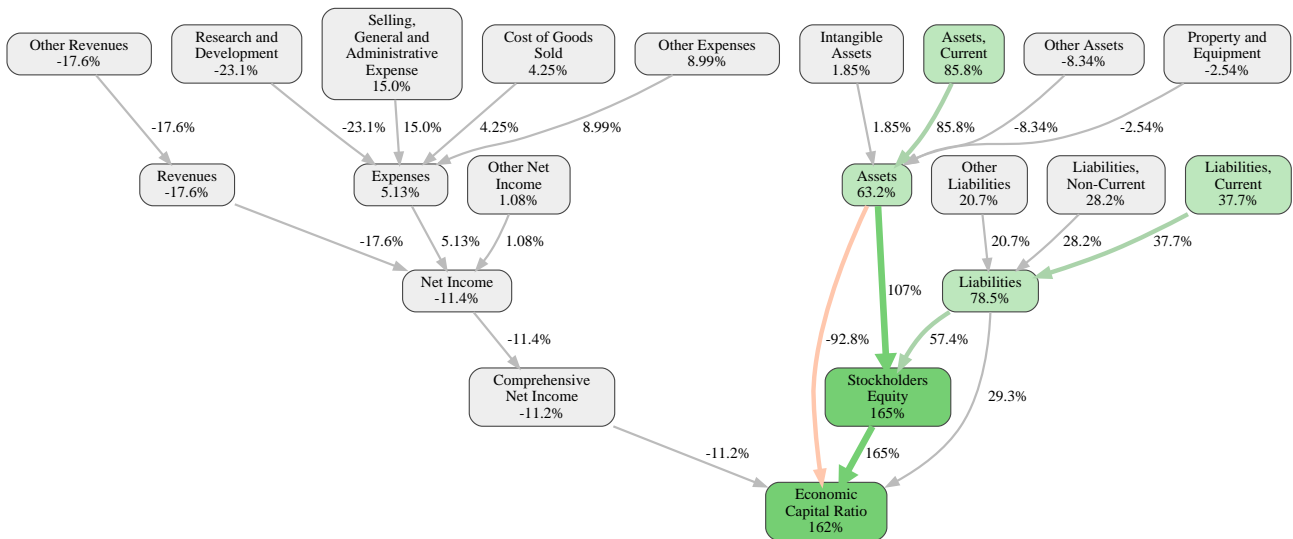 Other Revenues
-17.6%
Research and
Development
-23.1%
Selling,
General and
Administrative
Expense
15.0%
Cost of Goods
Sold
4.25%
Other Expenses
8.99%
Intangible
Assets
1.85%
Assets,
Current
85.8%
Other Assets
-8.34%
Property and
Equipment
-2.54%
-17.6%
-23.1%
15.0%
4.25%
8.99%
1.85%
85.8%
-8.34%
-2.54%
Revenues
-17.6%
Expenses
5.13%
Other Net
Income
1.08%
Assets
63.2%
Other
Liabilities
20.7%
Liabilities,
Non-Current
28.2%
Liabilities,
Current
37.7%
-17.6%
5.13%
1.08%
20.7%
28.2%
37.7%
Net Income
-11.4%
107%
Liabilities
78.5%
-11.4%
-92.8%
57.4%
Comprehensive
Net Income
-11.2%
Stockholders
Equity
165%
29.3%
-11.2%
165%
Economic
Capital Ratio
162%